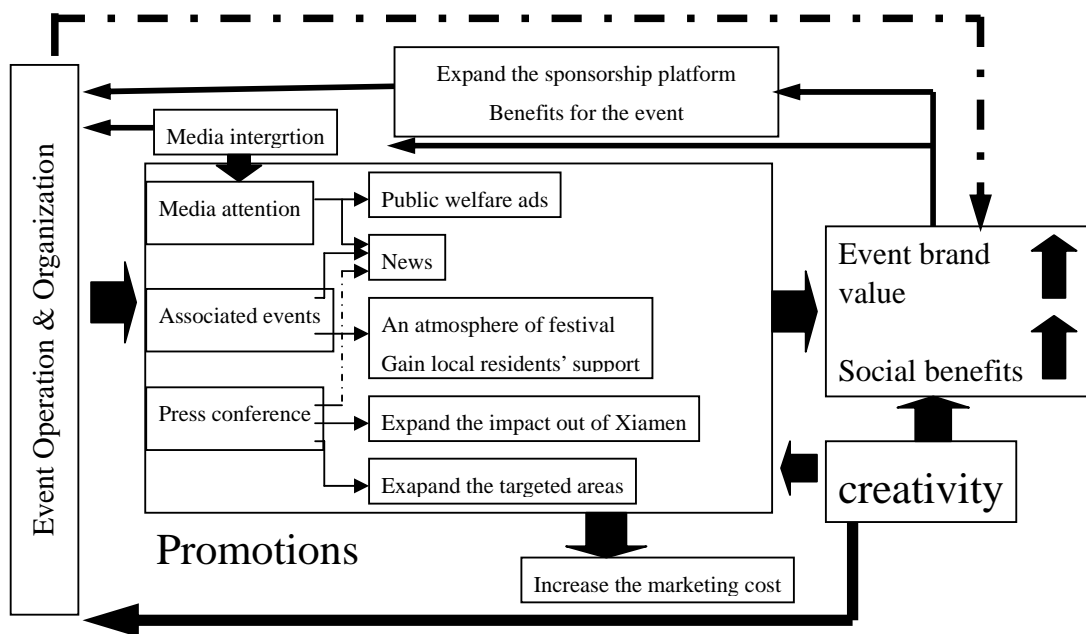 Event Operation & Organization
Expand the sponsorship platform
Benefits for the event
Media intergrtion
Media attention
Public welfare ads
News
Associated events
An atmosphere of festival
Gain local residents’ support
Press conference
Expand the impact out of Xiamen
Exapand the targeted areas
Promotions
Increase the marketing cost
Event brand
value
Social benefits
creativity